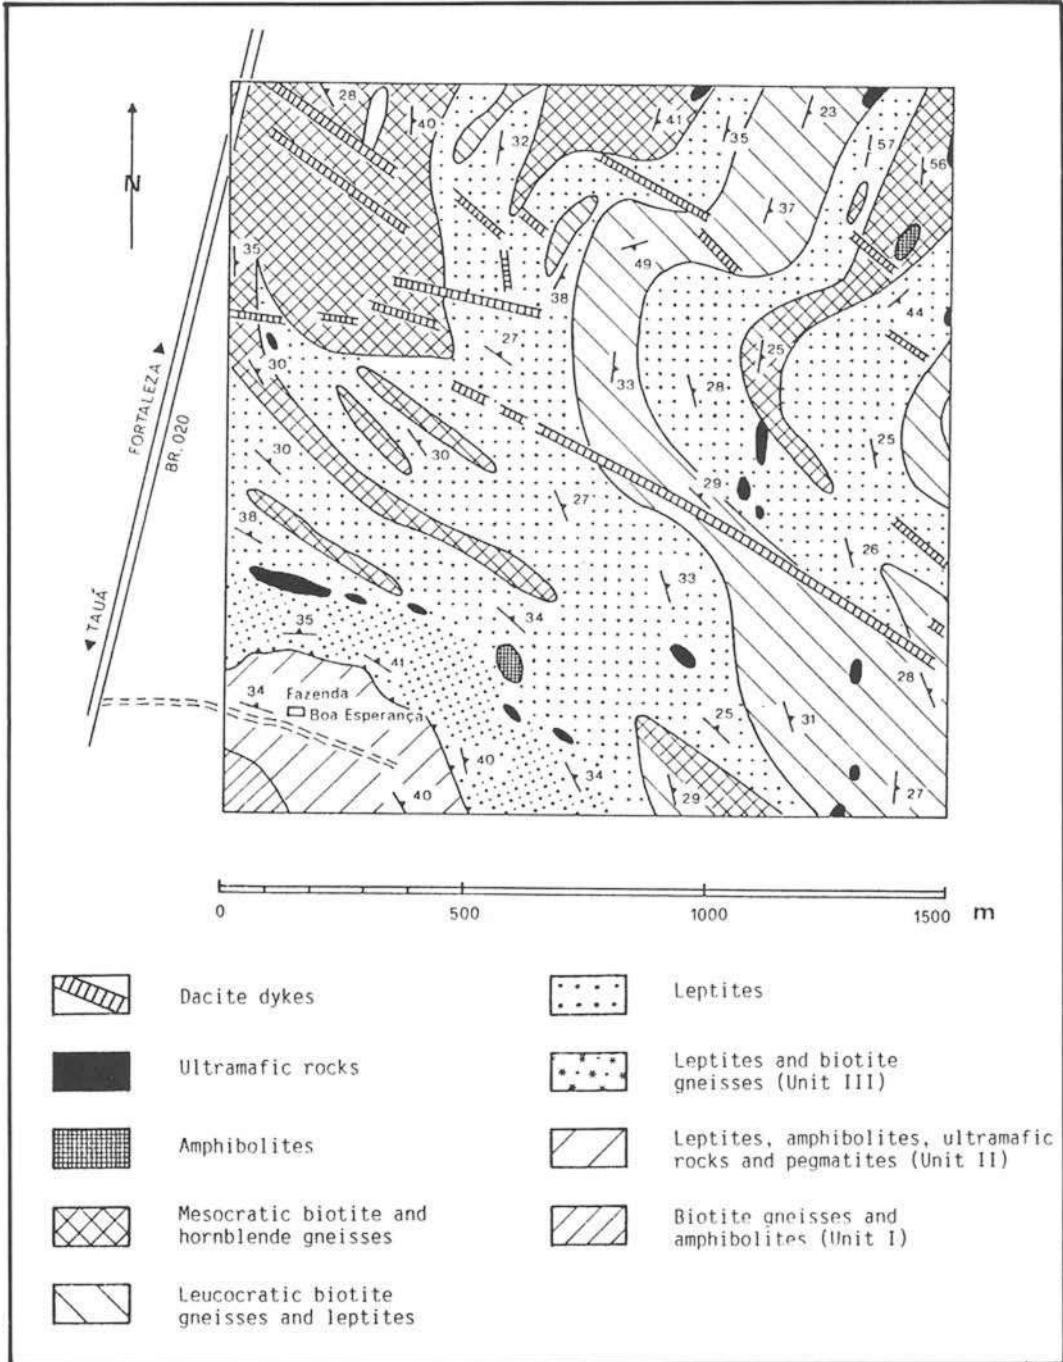 28
40
32
41
35
23
57
56
N
37
35
49
38
44
27
25
30
33
28
FORTALEZA
BR.020
30
30
25
29
27
38
26
33
TAUÁ
35
34
41
28
34
Fazenda
Boa Esperança
25
31
40
34
40
29
27
0
500
1000
1500
m
Dacite dykes
Leptites
Ultramafic rocks
Leptites and biotite
gneisses (Unit III)
Amphibolites
Leptites, amphibolites, ultramafic
rocks and pegmatites (Unit II)
Mesocratic biotite and
hornblende gneisses
Biotite gneisses and
amphibolites (Unit I)
Leucocratic biotite
gneisses and leptites